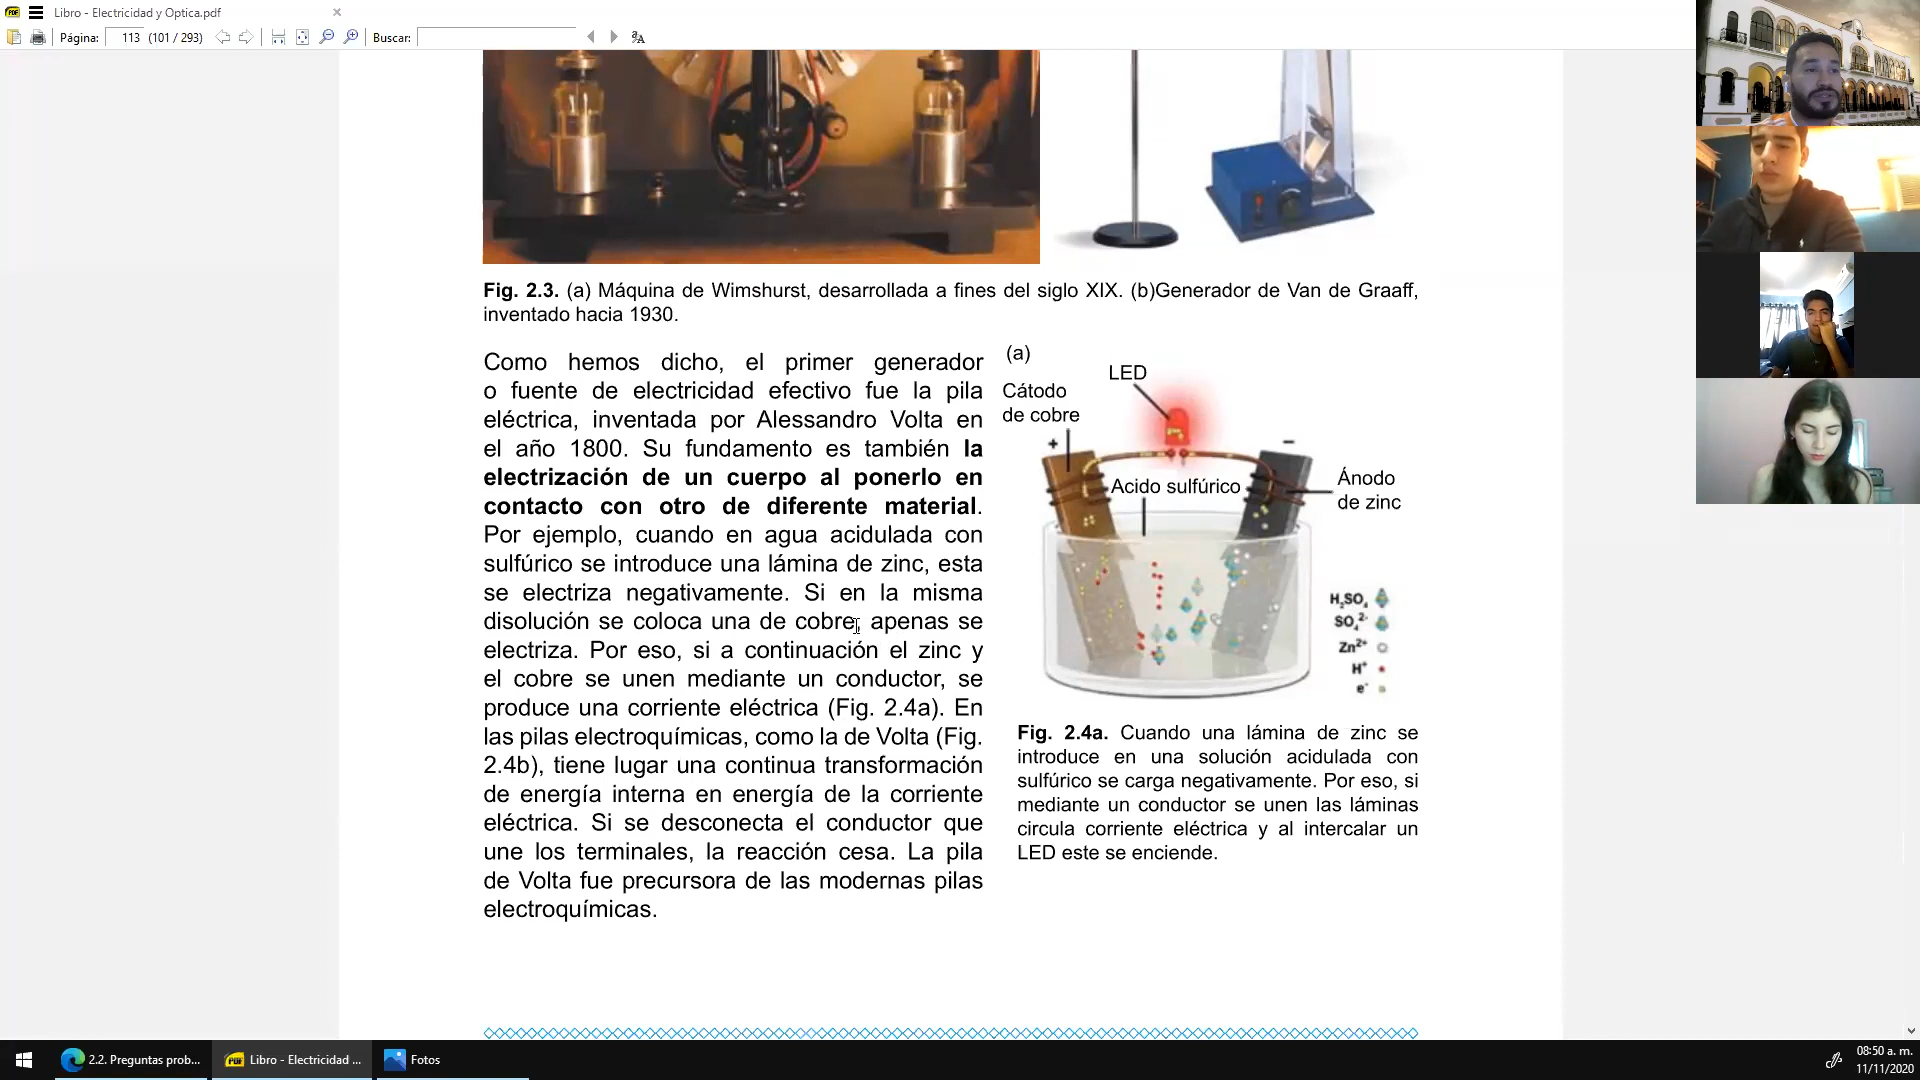 Libro - Electricidad y Optica.pdf
Página: 113 (101 / 293) Buscar:
Fig. 2.3. (a) Máquina de Wimshurst, desarrollada a fines del siglo XIX. (b)Generador de Van de Graaff,
inventado hacia 1930.
Como hemos dicho, el primer generador
o fuente de electricidad efectivo fue la pila
eléctrica, inventada por Alessandro Volta en
el año 1800. Su fundamento es también la
electrización de un cuerpo al ponerlo en
contacto con otro de diferente material.
Por ejemplo, cuando en agua acidulada con
sulfúrico se introduce una lámina de zinc, esta
se electriza negativamente. Si en la misma
disolución se coloca una de cobre, apenas se
electriza. Por eso, si a continuación el zinc y
el cobre se unen mediante un conductor, se
produce una corriente eléctrica (Fig. 2.4a). En
las pilas electroquímicas, como la de Volta (Fig.
2.4b), tiene lugar una continua transformación
de energía interna en energía de la corriente
eléctrica. Si se desconecta el conductor que
une los terminales, la reacción cesa. La pila
de Volta fue precursora de las modernas pilas
electroquímicas.
(a)
LED
Cátodo
de cobre
+
−
Acido sulfúrico
Ánodo
de zinc
H₂SO₄
SO₄²⁻
Zn²⁺
H⁺
e⁻
Fig. 2.4a. Cuando una lámina de zinc se
introduce en una solución acidulada con
sulfúrico se carga negativamente. Por eso, si
mediante un conductor se unen las láminas
circula corriente eléctrica y al intercalar un
LED este se enciende.
2.2. Preguntas prob...
Libro - Electricidad ...
Fotos
08:50 a. m.
11/11/2020